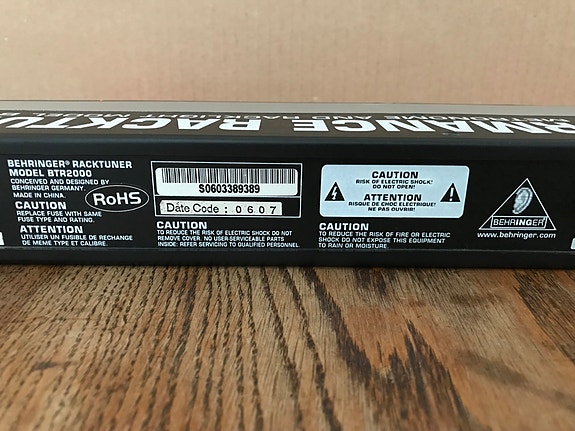 RMANCE RACKTU
METRONOME AND RACKLIGHT
BEHRINGER® RACKTUNER
MODEL BTR2000
CONCEIVED AND DESIGNED BY
BEHRINGER GERMANY.
MADE IN CHINA.
CAUTION
REPLACE FUSE WITH SAME
FUSE TYPE AND RATING.
ATTENTION
UTILISER UN FUSIBLE DE RECHANGE
DE MEME TYPE ET CALIBRE.
RoHS
S0603389389
Date Code : 0607
CAUTION
TO REDUCE THE RISK OF ELECTRIC SHOCK DO NOT
REMOVE COVER. NO USER-SERVICEABLE PARTS
INSIDE: REFER SERVICING TO QUALIFIED PERSONNEL.
CAUTION
RISK OF ELECTRIC SHOCK!
DO NOT OPEN!
ATTENTION
RISQUE DE CHOC ELECTRIQUE!
NE PAS OUVRIR!
CAUTION
TO REDUCE THE RISK OF FIRE OR ELECTRIC
SHOCK DO NOT EXPOSE THIS EQUIPMENT
TO RAIN OR MOISTURE.
BEHRINGER
www.behringer.com